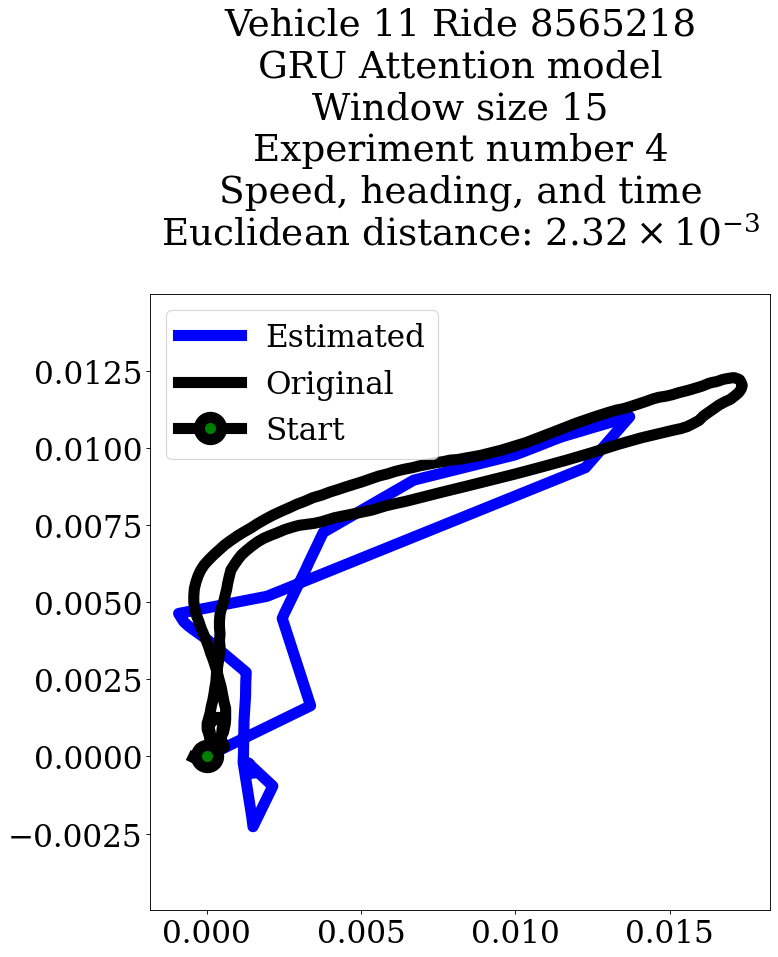 Vehicle 11 Ride 8565218
GRU Attention model
Window size 15
Experiment number 4
Speed, heading, and time
Euclidean distance: 2.32 × 10⁻³
Estimated
Original
Start
0.0125
0.0100
0.0075
0.0050
0.0025
0.0000
−0.0025
0.000 0.005 0.010 0.015